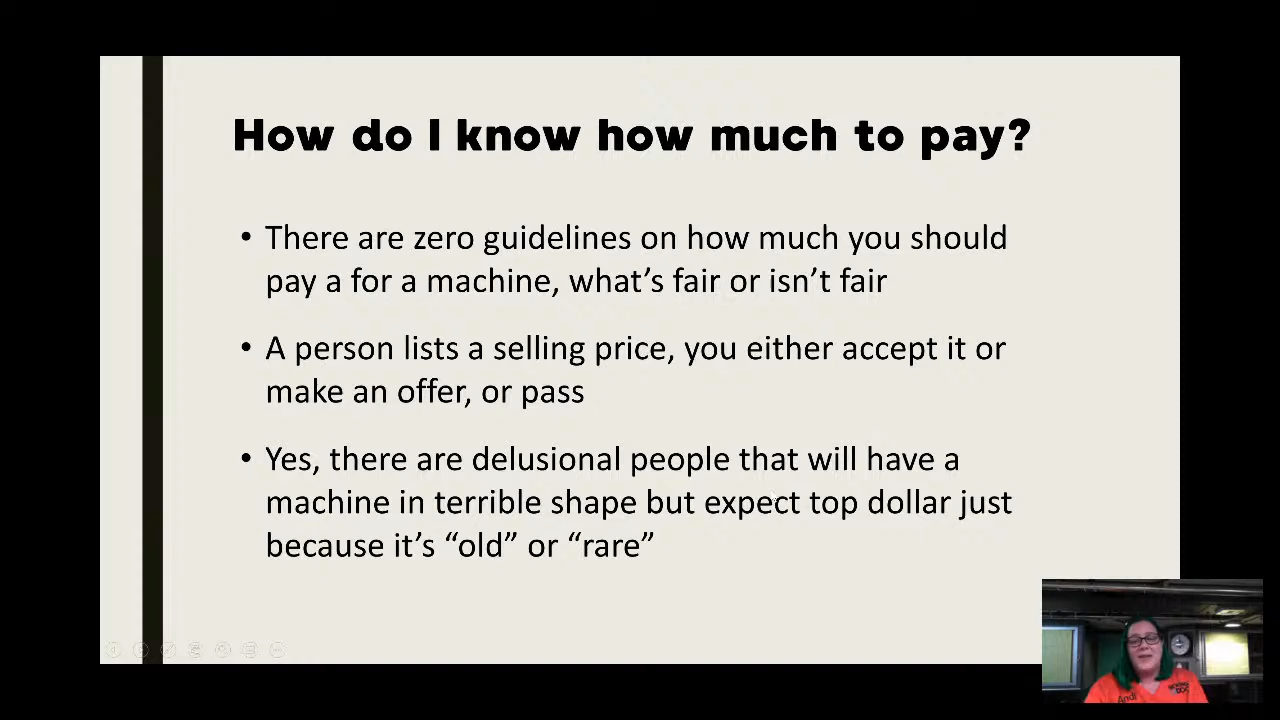 How do I know how much to pay?
• There are zero guidelines on how much you should
pay a for a machine, what’s fair or isn’t fair
• A person lists a selling price, you either accept it or
make an offer, or pass
• Yes, there are delusional people that will have a
machine in terrible shape but expect top dollar just
because it’s “old” or “rare”
Andi